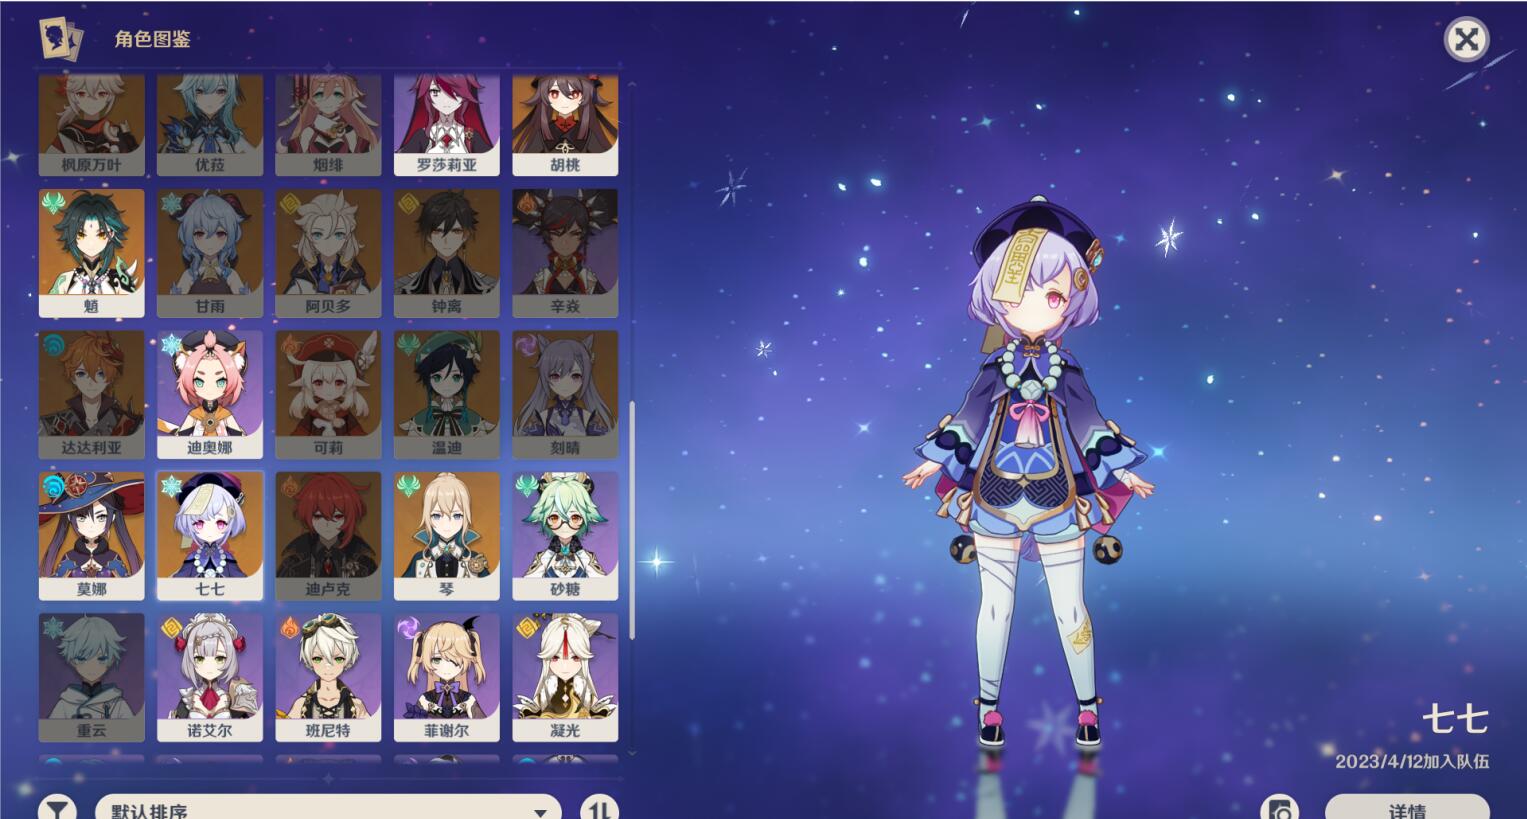 角色图鉴
枫原万叶
优菈
烟绯
罗莎莉亚
胡桃
魈
甘雨
阿贝多
钟离
辛焱
达达利亚
迪奥娜
可莉
温迪
刻晴
莫娜
七七
迪卢克
琴
砂糖
重云
诺艾尔
班尼特
菲谢尔
凝光
七七
2023/4/12加入队伍
默认排序
详情